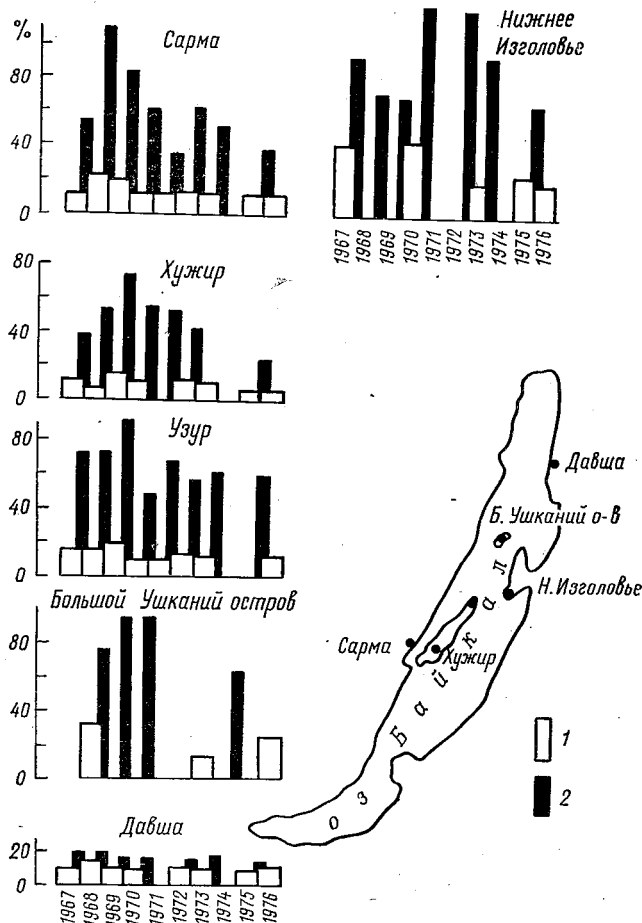 %
Сарма
80
40
0
Нижнее
Изголовье
1967
1968
1969
1970
1971
1972
1973
1974
1975
1976
80
Хужир
40
0
Узур
80
40
0
Большой Ушканий остров
80
40
0
Давша
20
0
1967
1968
1969
1970
1971
1972
1973
1974
1975
1976
Давша
Б. Ушканий о-в
Н. Изголовье
Сарма
Хужир
оз Байкал
1
2